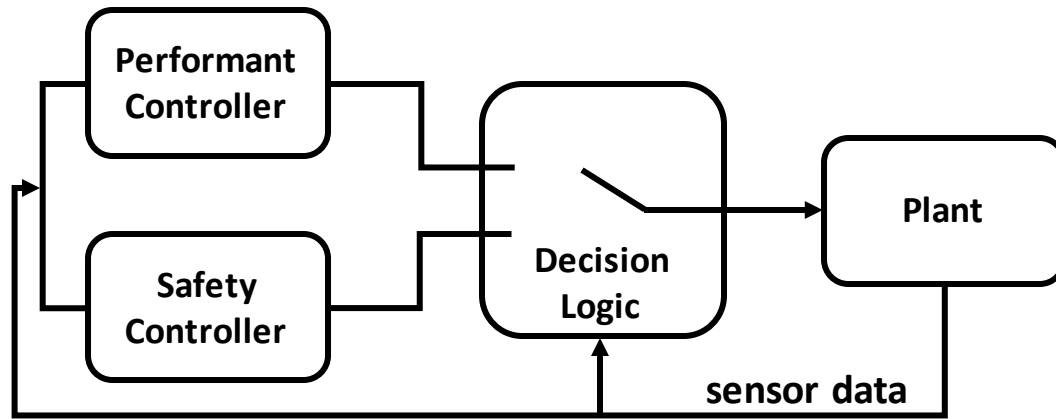 Performant
Controller
Safety
Controller
Decision
Logic
Plant
sensor data